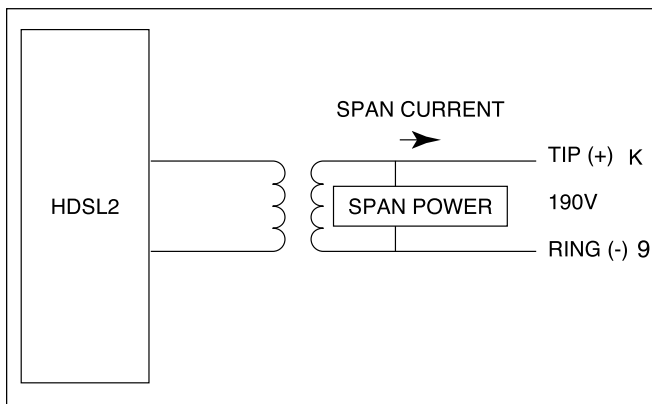 SPAN CURRENT
TIP (+) K
HDSL2
SPAN POWER
190V
RING (-) 9